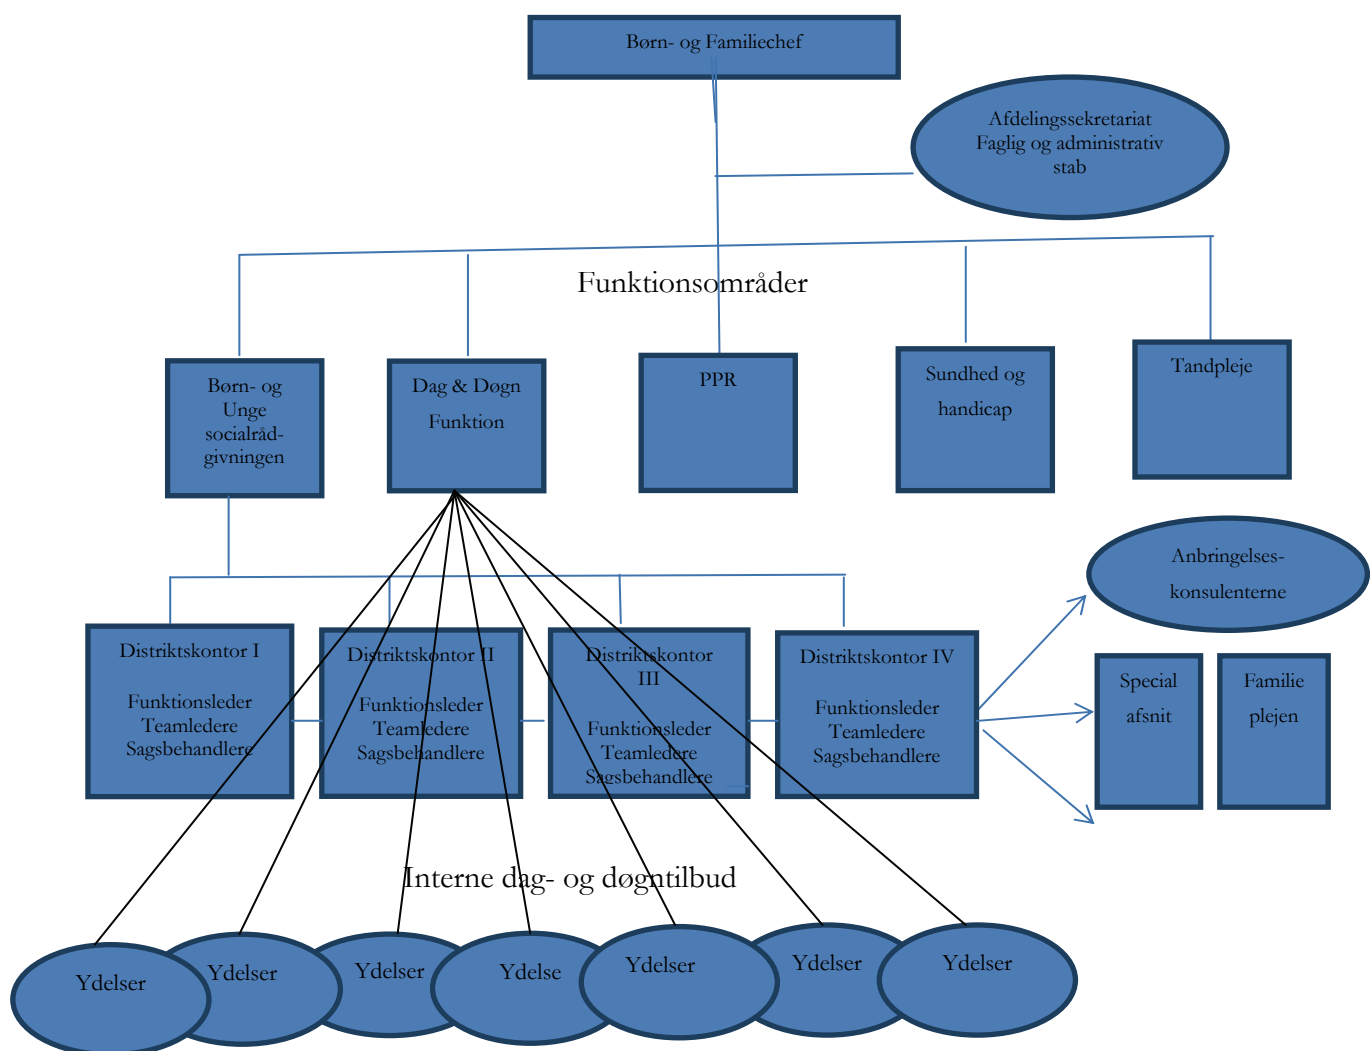 Børn- og Familiechef
Afdelingssekretariat
Faglig og administrativ
stab
Funktionsområder
Børn- og
Unge
socialråd-
givningen
Dag & Døgn
Funktion
PPR
Sundhed og
handicap
Tandpleje
Anbringelses-
konsulenterne
Distriktskontor I
Funktionsleder
Teamledere
Sagsbehandlere
Distriktskontor II
Funktionsleder
Teamledere
Sagsbehandlere
Distriktskontor
III
Funktionsleder
Teamledere
Sagsbehandlere
Distriktskontor IV
Funktionsleder
Teamledere
Sagsbehandlere
Special
afsnit
Familie
plejen
Interne dag- og døgntilbud
Ydelser
Ydelser
Ydelser
Ydelse
Ydelser
Ydelser
Ydelser